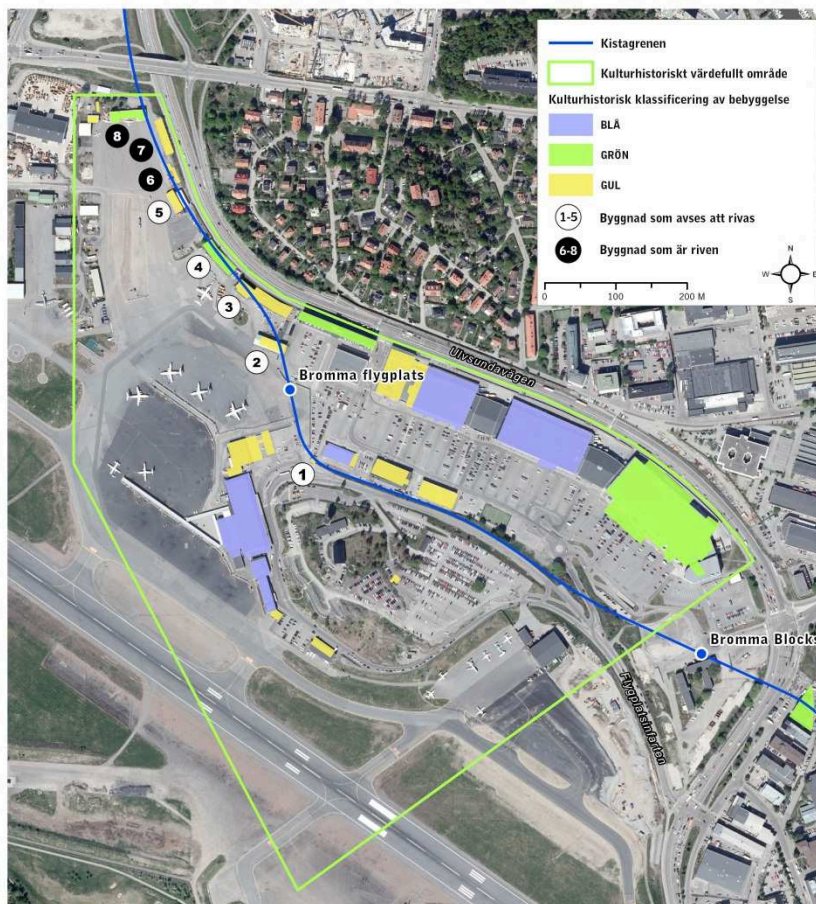 Kistagrenen
Kulturhistoriskt värdefullt område
Kulturhistorisk klassificering av bebyggelse
BLÅ
GRÖN
GUL
1-5 Byggnad som avses att rivas
6-8 Byggnad som är riven
N
W E
S
0 100 200 M
8
7
6
5
4
3
2
Ulvsundavägen
Bromma flygplats
1
Bromma Blocks
Flygplatsinfarten